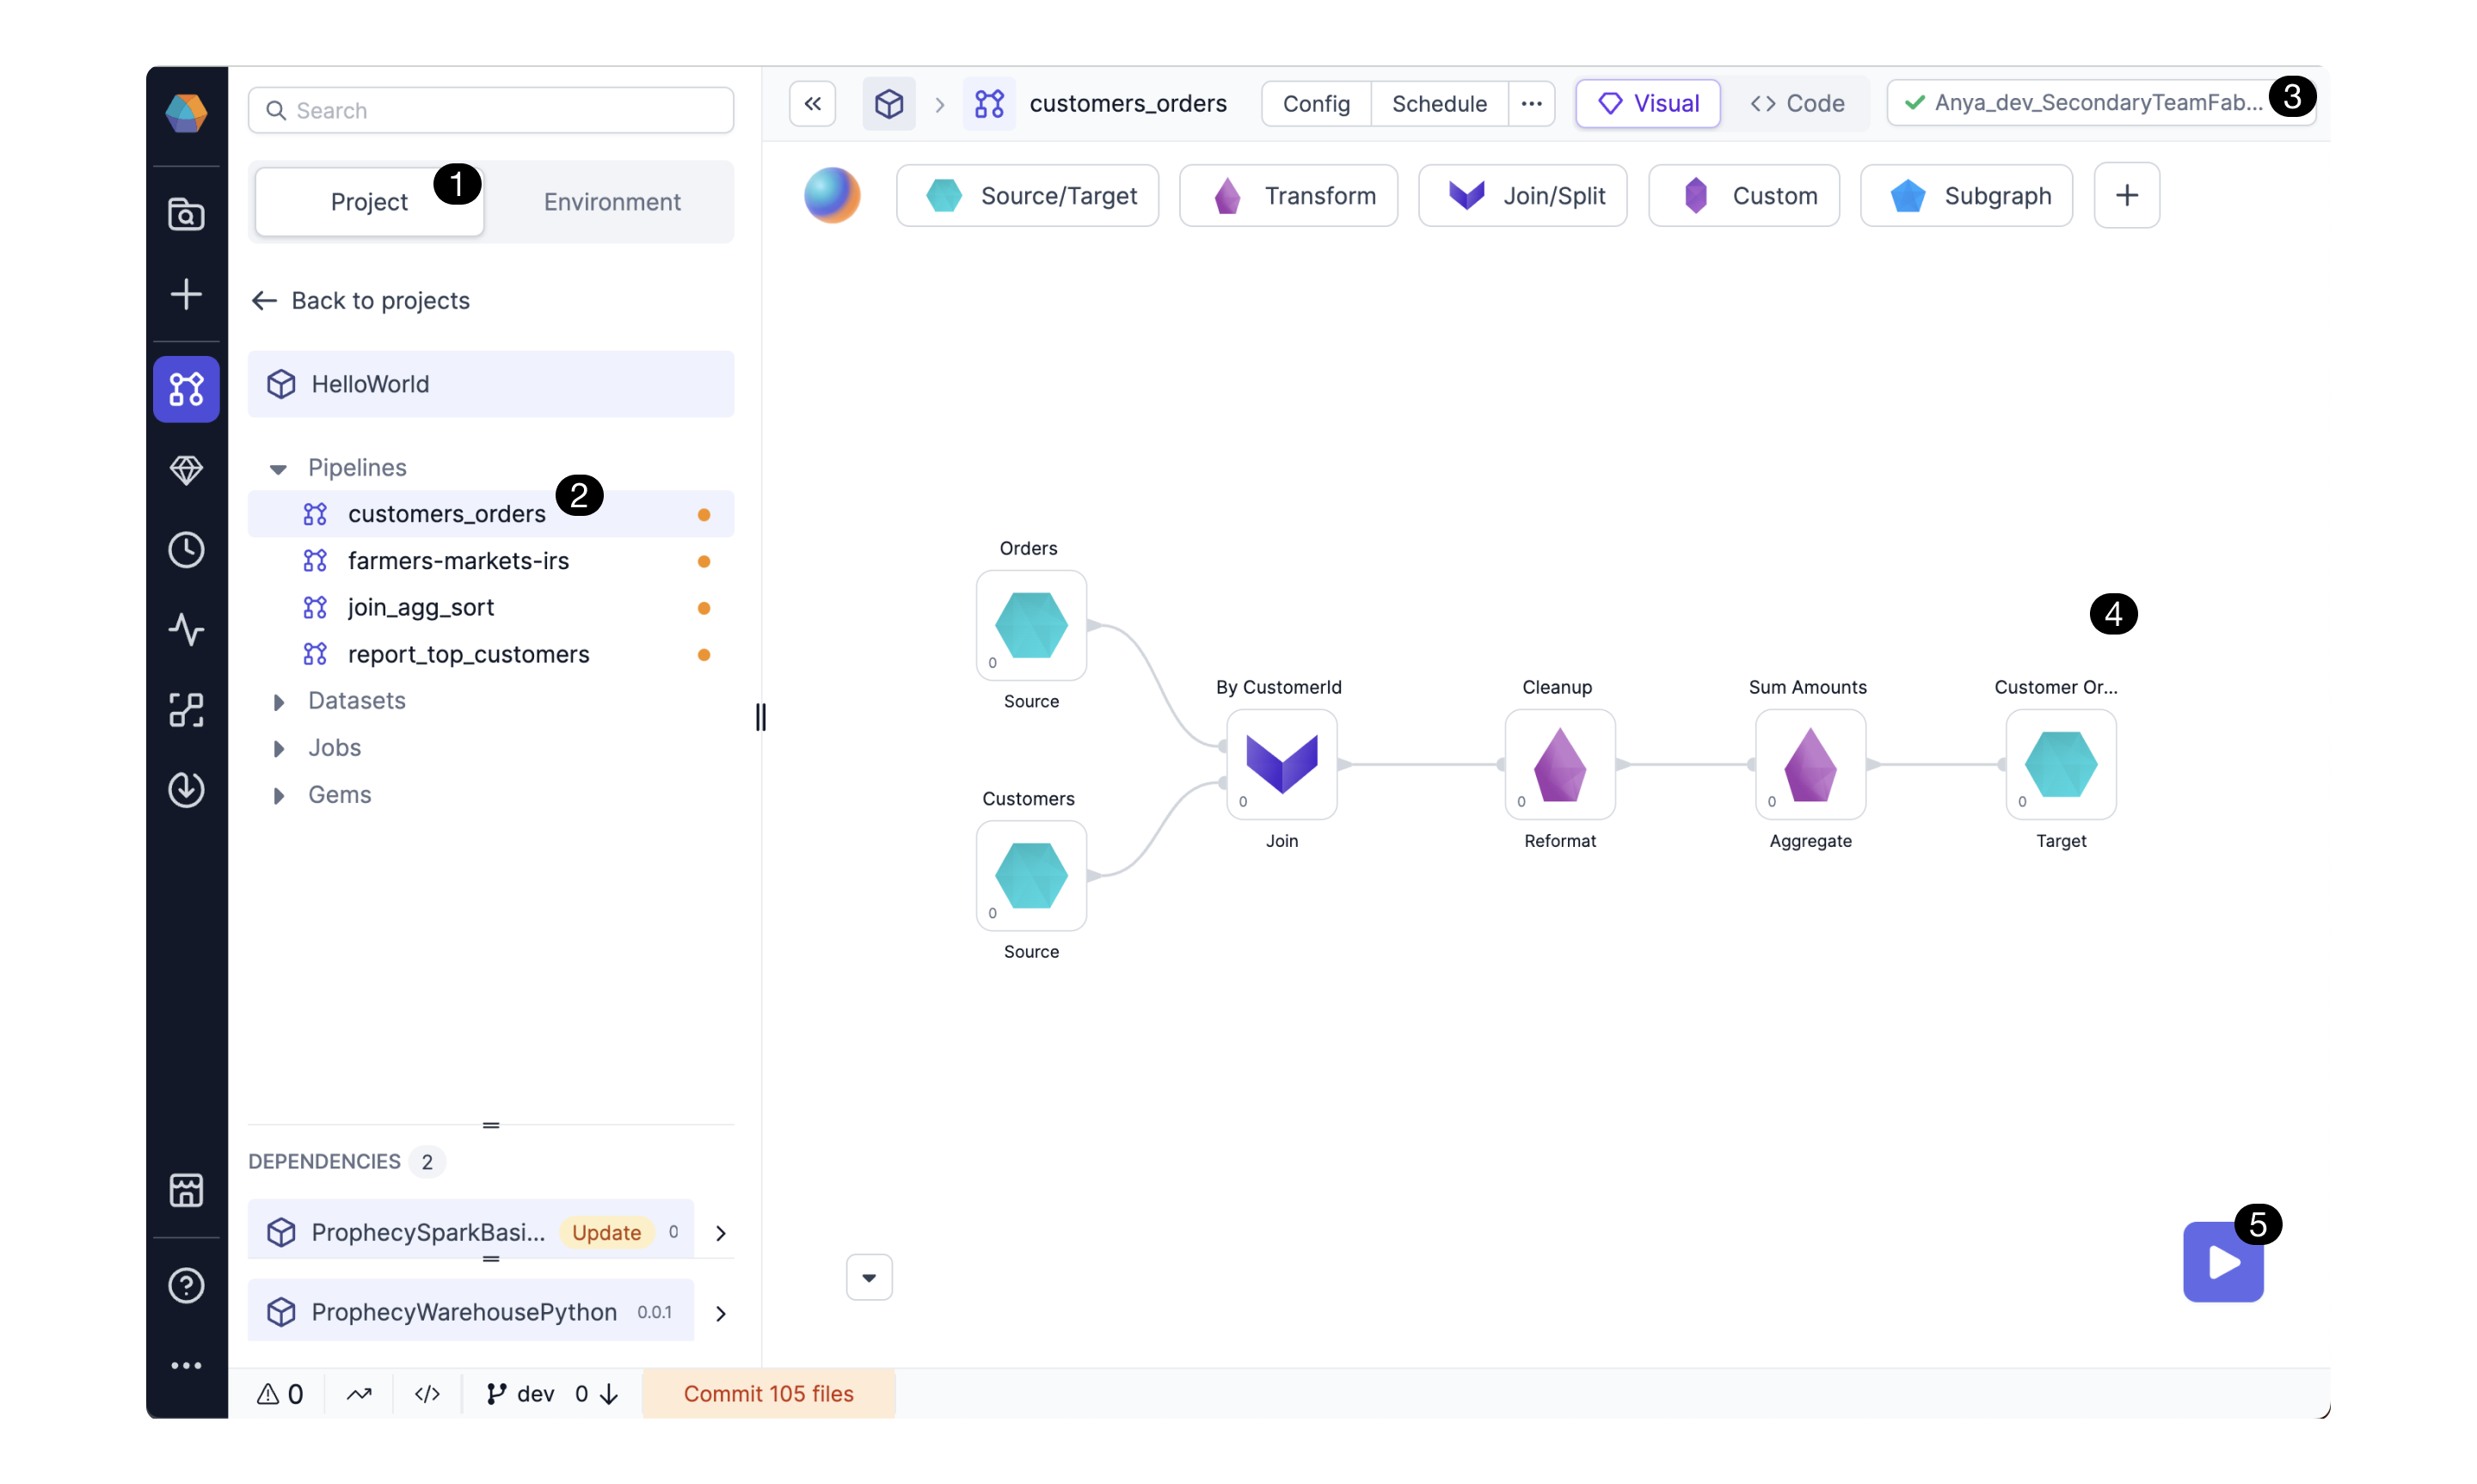 Search
Project
1
Environment
Back to projects
HelloWorld
Pipelines
customers_orders
2
farmers-markets-irs
join_agg_sort
report_top_customers
Datasets
Jobs
Gems
DEPENDENCIES 2
ProphecySparkBasi... Update 0
ProphecyWarehousePython 0.0.1
customers_orders Config Schedule ... Visual <> Code Anya_dev_SecondaryTeamFab... 3
Source/Target Transform Join/Split Custom Subgraph +
Orders
0
Source
Customers
0
Source
By CustomerId
0
Join
Cleanup
0
Reformat
Sum Amounts
0
Aggregate
4
Customer Or...
0
Target
5
0 </> dev 0 Commit 105 files